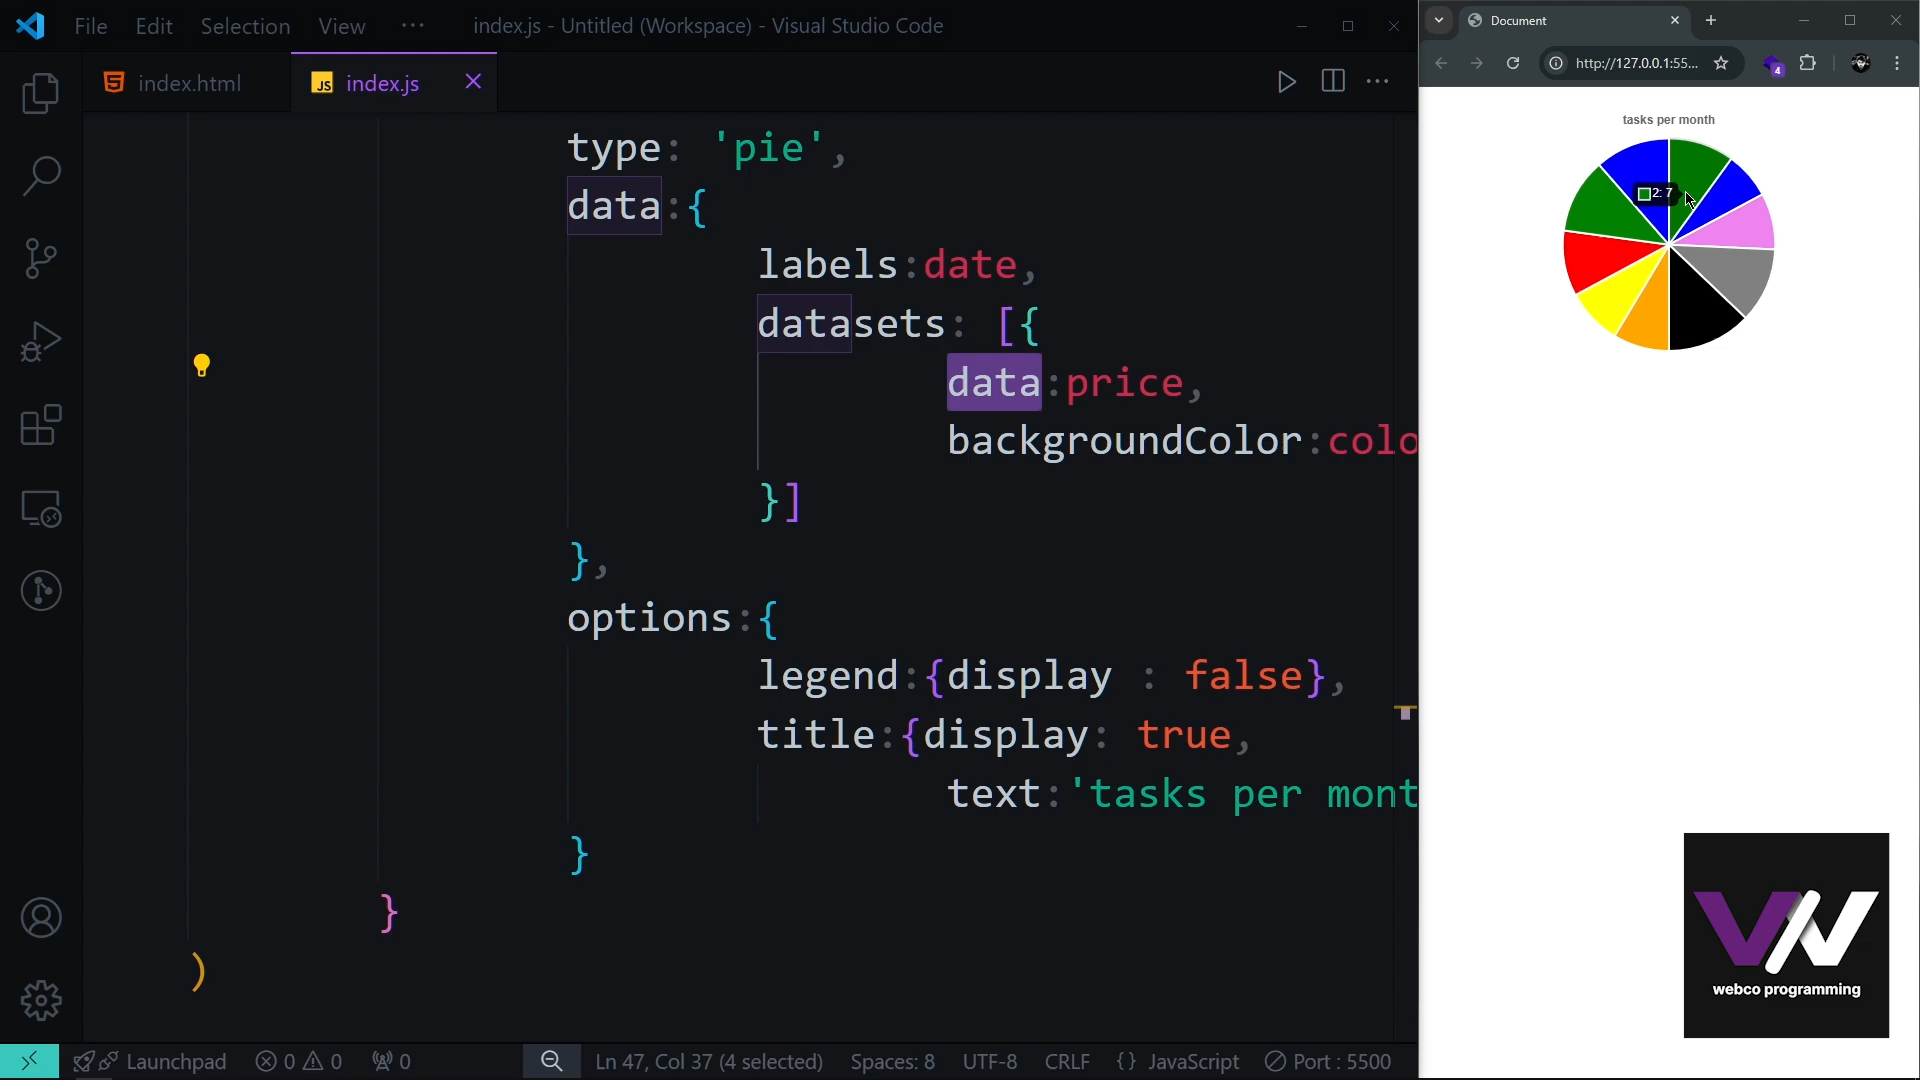 File Edit Selection View ··· index.js - Untitled (Workspace) - Visual Studio Code
index.html
JS index.js
type: 'pie',
data:{
labels:date,
datasets: [{
data:price,
backgroundColor:colo
}]
},
options:{
legend:{display : false},
title:{display: true,
text:'tasks per mont
}
}
)
Launchpad 0 0 0 Ln 47, Col 37 (4 selected) Spaces: 8 UTF-8 CRLF {} JavaScript Port : 5500
Document
http://127.0.0.1:55...
4
tasks per month
2: 7
webco programming